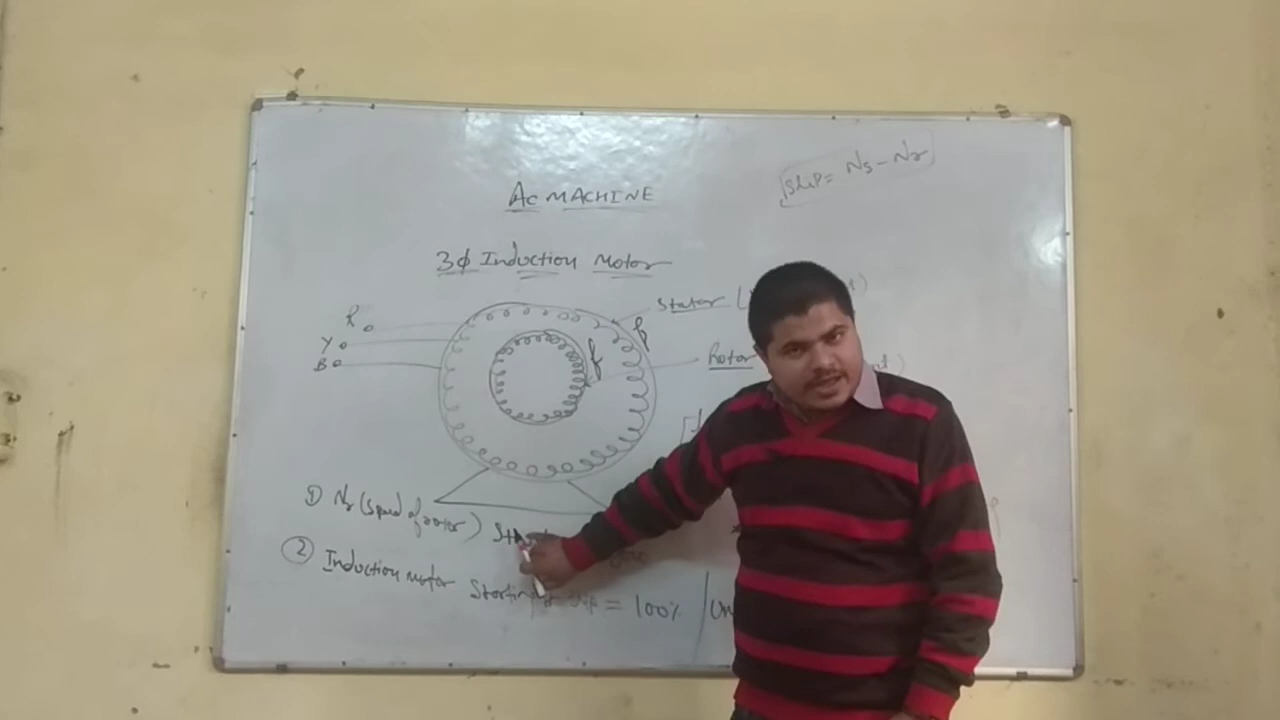 Slip = Ns - Nr
AC MACHINE
3ϕ Induction Motor
R
Y
B
Stator (
Rotor
① Nr (Speed of rotor)
② Induction motor Starting Slip = 100% /